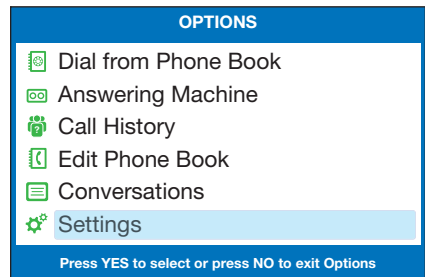 OPTIONS
Dial from Phone Book
Answering Machine
Call History
Edit Phone Book
Conversations
Settings
Press YES to select or press NO to exit Options